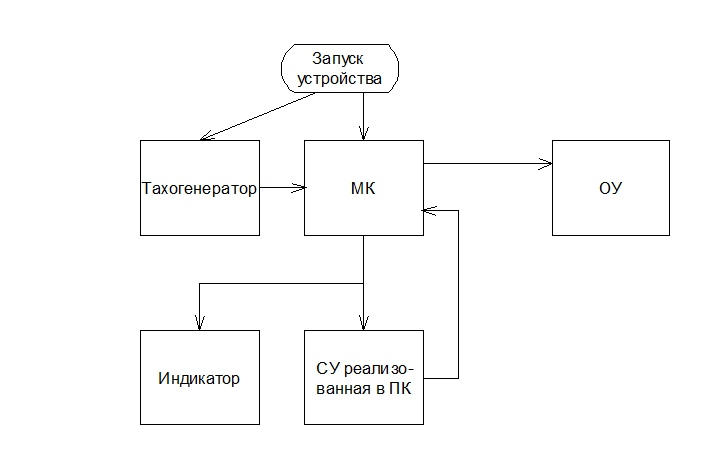 Запуск
устройства
Тахогенератор
МК
ОУ
Индикатор
СУ реализо-
ванная в ПК